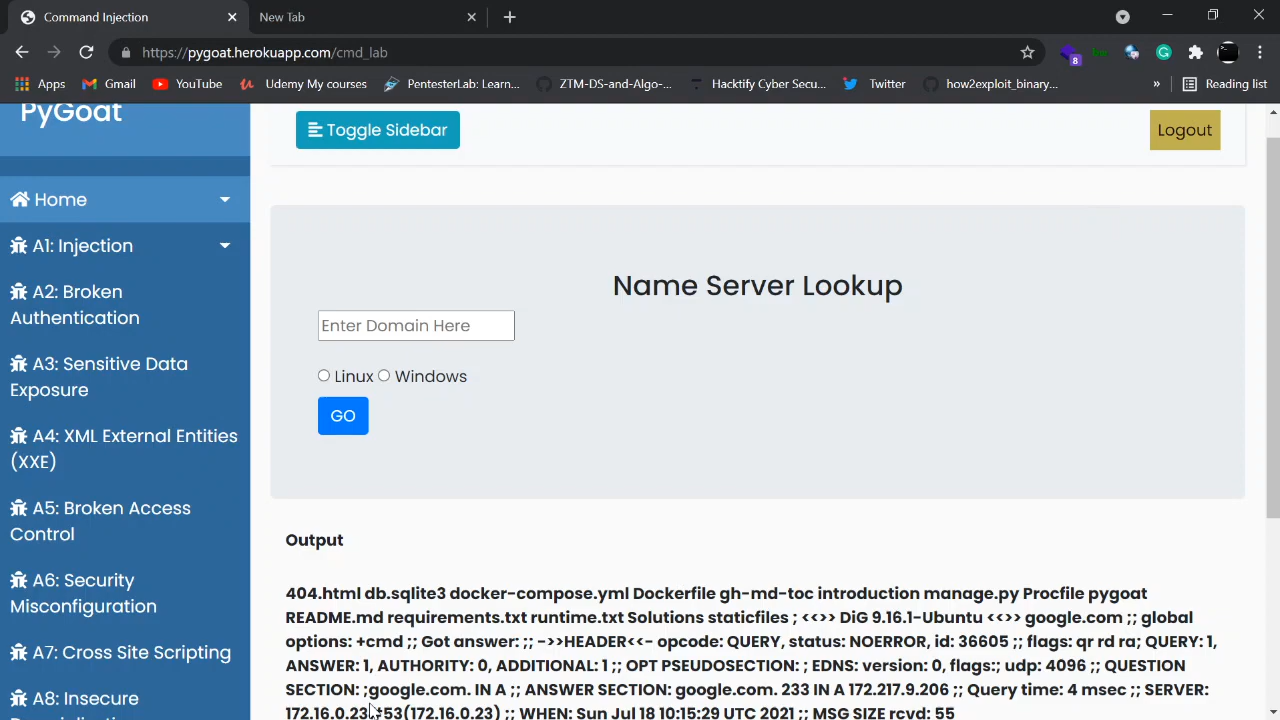 Command Injection
New Tab
https://pygoat.herokuapp.com/cmd_lab
8
Apps Gmail YouTube Udemy My courses PentesterLab: Learn... ZTM-DS-and-Algo-... Hacktify Cyber Secu... Twitter how2exploit_binary... » Reading list
PyGoat
Toggle Sidebar
Logout
Home
A1: Injection
A2: Broken
Authentication
A3: Sensitive Data
Exposure
A4: XML External Entities
(XXE)
A5: Broken Access
Control
A6: Security
Misconfiguration
A7: Cross Site Scripting
A8: Insecure
Name Server Lookup
Enter Domain Here
Linux Windows
GO
Output
404.html db.sqlite3 docker-compose.yml Dockerfile gh-md-toc introduction manage.py Procfile pygoat
README.md requirements.txt runtime.txt Solutions staticfiles ; <<>> DiG 9.16.1-Ubuntu <<>> google.com ;; global
options: +cmd ;; Got answer: ;; ->>HEADER<<- opcode: QUERY, status: NOERROR, id: 36605 ;; flags: qr rd ra; QUERY: 1,
ANSWER: 1, AUTHORITY: 0, ADDITIONAL: 1 ;; OPT PSEUDOSECTION: ; EDNS: version: 0, flags:; udp: 4096 ;; QUESTION
SECTION: ;google.com. IN A ;; ANSWER SECTION: google.com. 233 IN A 172.217.9.206 ;; Query time: 4 msec ;; SERVER:
172.16.0.23#53(172.16.0.23) ;; WHEN: Sun Jul 18 10:15:29 UTC 2021 ;; MSG SIZE rcvd: 55